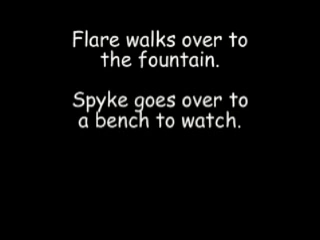 Flare walks over to
the fountain.
Spyke goes over to
a bench to watch.